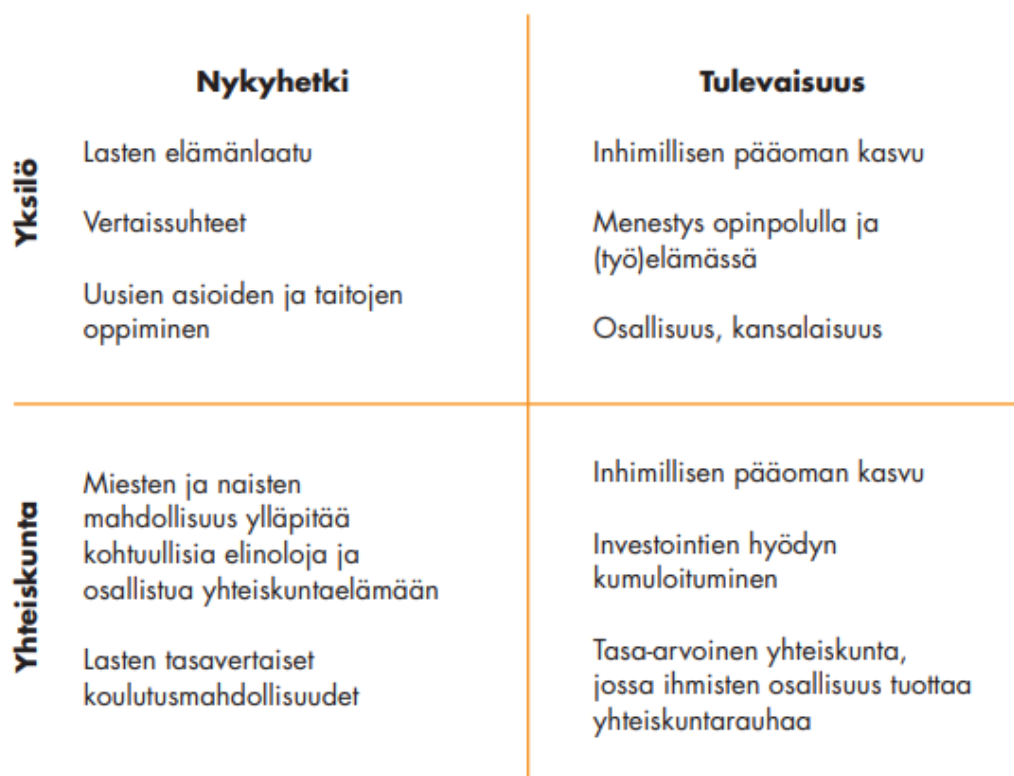 Nykyhetki
Tulevaisuus
Yksilö
Lasten elämänlaatu
Vertaissuhteet
Uusien asioiden ja taitojen
oppiminen
Inhimillisen pääoman kasvu
Menestys opinpolulla ja
(työ)elämässä
Osallisuus, kansalaisuus
Yhteiskunta
Miesten ja naisten
mahdollisuus ylläpitää
kohtuullisia elinoloja ja
osallistua yhteiskuntaelämään
Lasten tasavertaiset
koulutusmahdollisuudet
Inhimillisen pääoman kasvu
Investointien hyödyn
kumuloituminen
Tasa-arvoinen yhteiskunta,
jossa ihmisten osallisuus tuottaa
yhteiskuntarauhaa